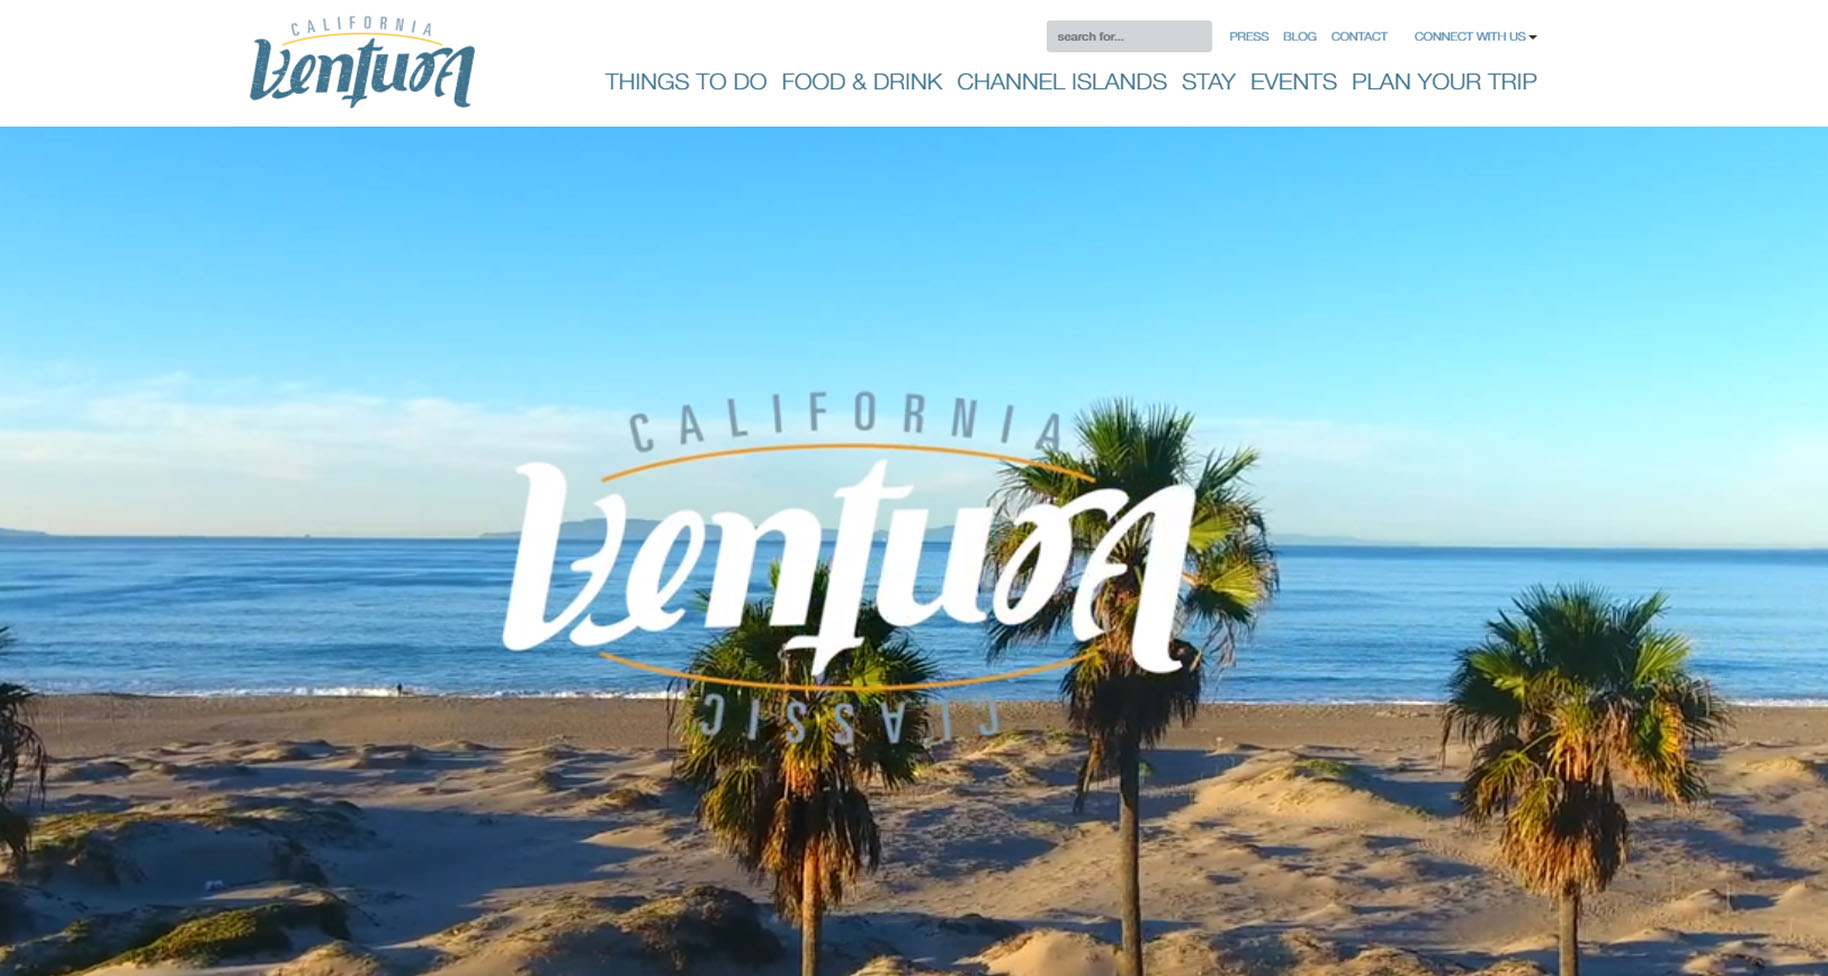 CALIFORNIA
Ventura
search for...
PRESS BLOG CONTACT CONNECT WITH US
THINGS TO DO FOOD & DRINK CHANNEL ISLANDS STAY EVENTS PLAN YOUR TRIP
CALIFORNIA
Ventura
CLASSIC